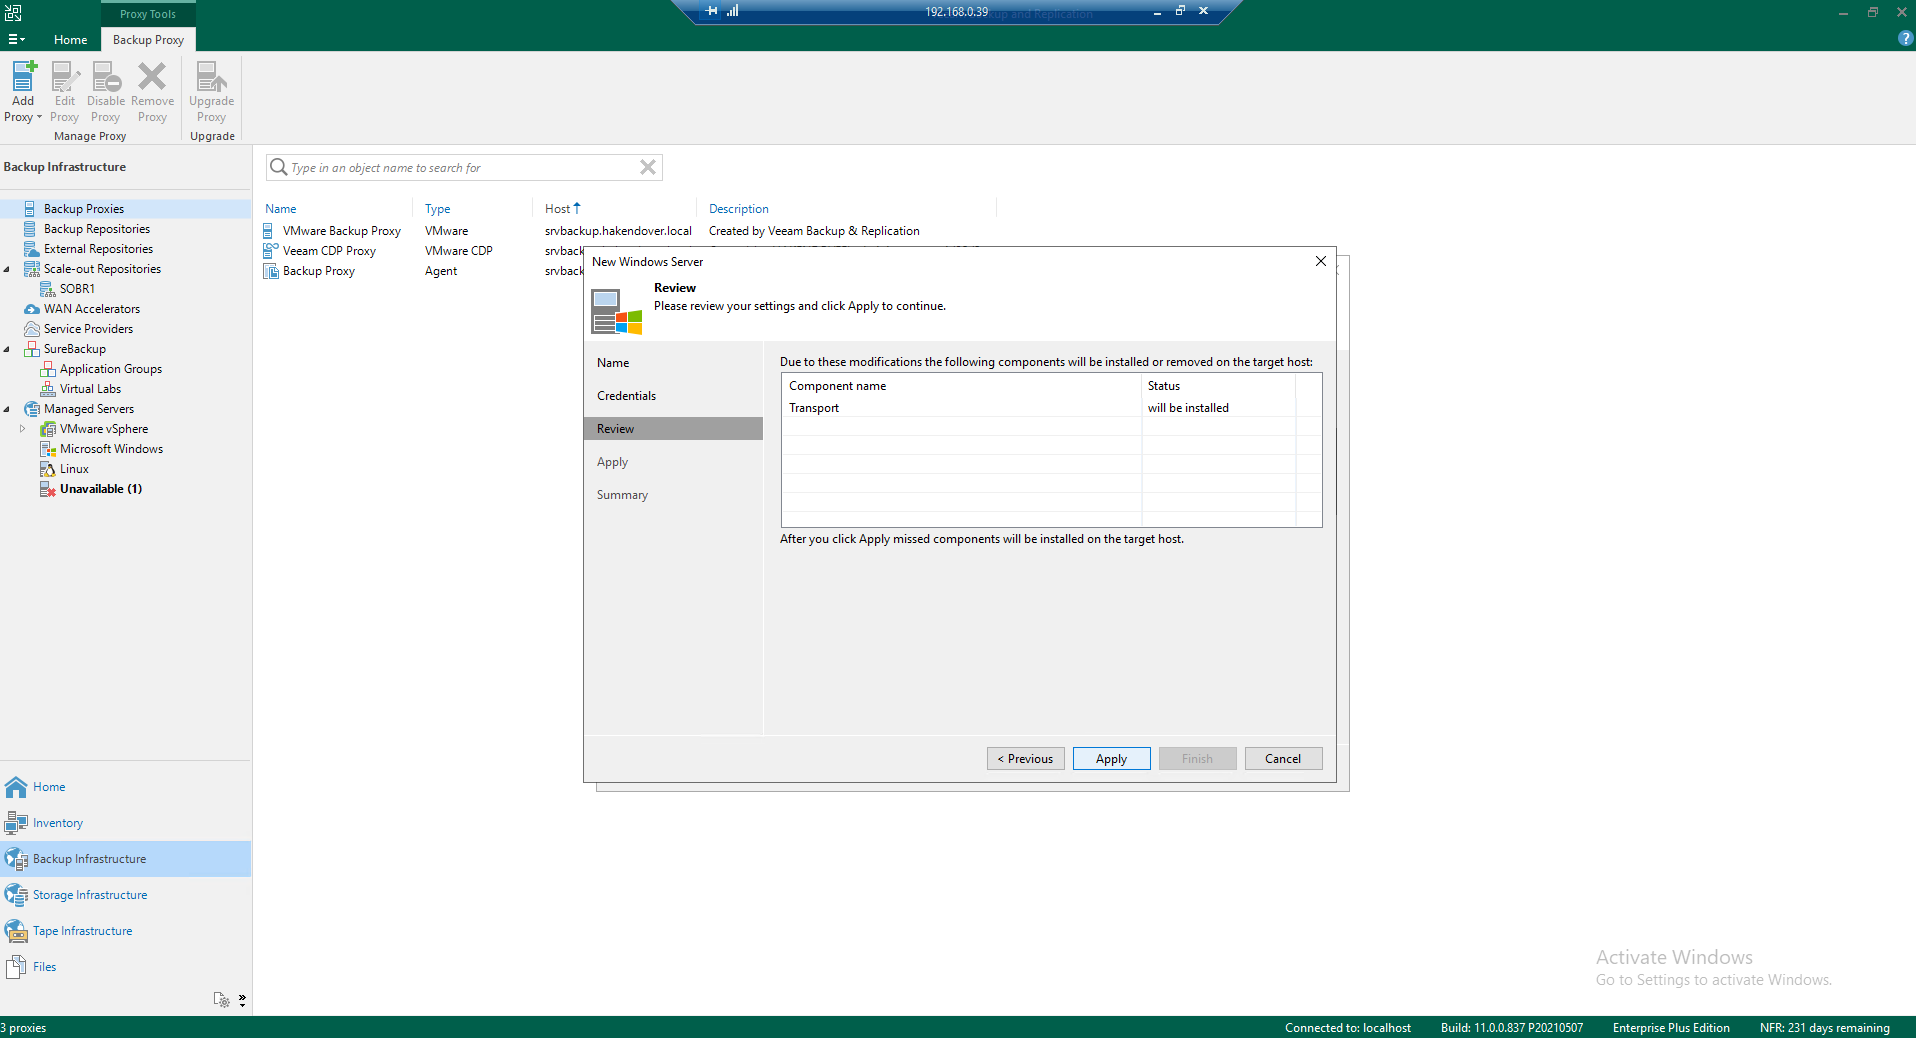 Proxy Tools
192.168.0.39
up and Replication
Home
Backup Proxy
Add Proxy
Edit Proxy
Disable Proxy
Remove Proxy
Upgrade Proxy
Manage Proxy
Upgrade
Backup Infrastructure
Type in an object name to search for
Backup Proxies
Backup Repositories
External Repositories
Scale-out Repositories
SOBR1
WAN Accelerators
Service Providers
SureBackup
Application Groups
Virtual Labs
Managed Servers
VMware vSphere
Microsoft Windows
Linux
Unavailable (1)
Name Type Host Description
VMware Backup Proxy VMware srvbackup.hakendover.local Created by Veeam Backup & Replication
Veeam CDP Proxy VMware CDP srvback
Backup Proxy Agent srvback
New Windows Server
Review
Please review your settings and click Apply to continue.
Name
Credentials
Review
Apply
Summary
Due to these modifications the following components will be installed or removed on the target host:
Component name Status
Transport will be installed
After you click Apply missed components will be installed on the target host.
< Previous
Apply
Finish
Cancel
Home
Inventory
Backup Infrastructure
Storage Infrastructure
Tape Infrastructure
Files
Activate Windows
Go to Settings to activate Windows.
3 proxies
Connected to: localhost
Build: 11.0.0.837 P20210507
Enterprise Plus Edition
NFR: 231 days remaining